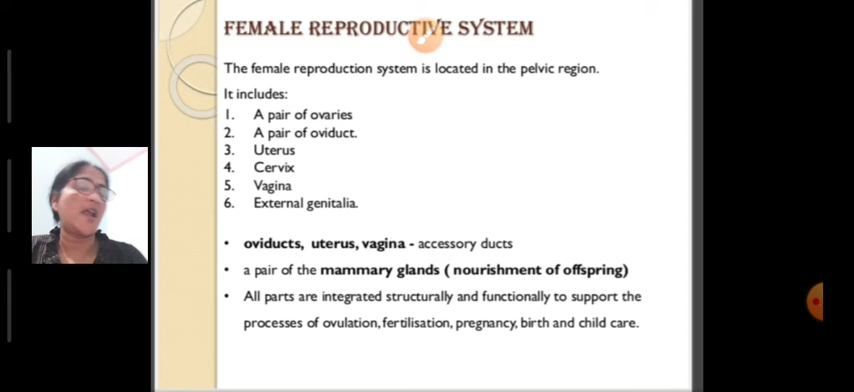 FEMALE REPRODUCTIVE SYSTEM
The female reproduction system is located in the pelvic region.
It includes:
1. A pair of ovaries
2. A pair of oviduct.
3. Uterus
4. Cervix
5. Vagina
6. External genitalia.
• oviducts, uterus, vagina - accessory ducts
• a pair of the mammary glands ( nourishment of offspring)
• All parts are integrated structurally and functionally to support the
processes of ovulation, fertilisation, pregnancy, birth and child care.